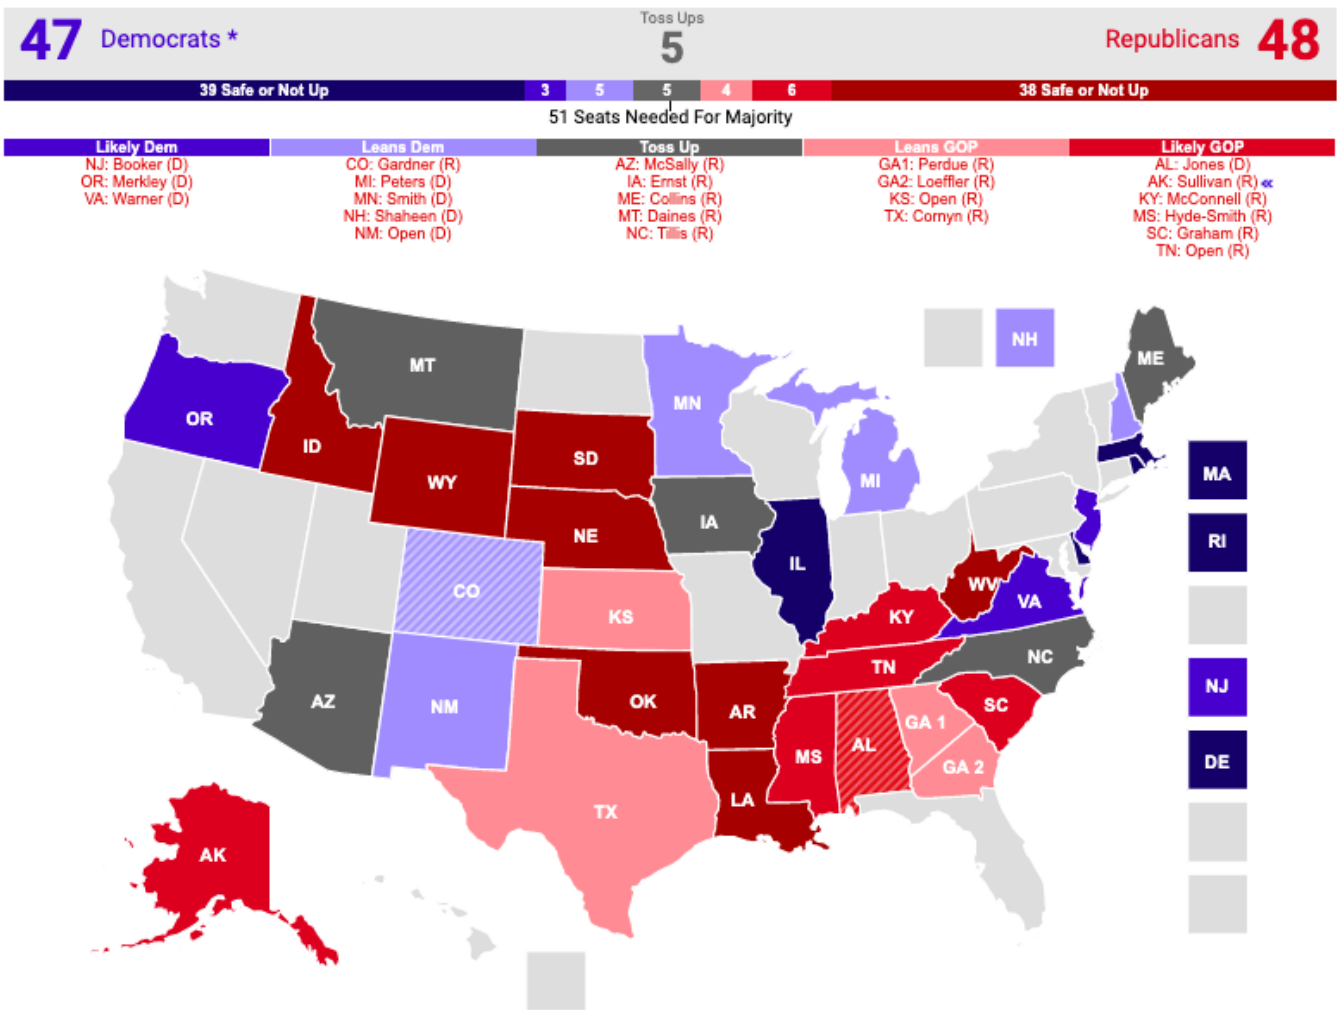 47 Democrats * Toss Ups 5 Republicans 48
39 Safe or Not Up 3 5 5 4 6 38 Safe or Not Up
51 Seats Needed For Majority
Likely Dem
NJ: Booker (D)
OR: Merkley (D)
VA: Warner (D)
Leans Dem
CO: Gardner (R)
MI: Peters (D)
MN: Smith (D)
NH: Shaheen (D)
NM: Open (D)
Toss Up
AZ: McSally (R)
IA: Ernst (R)
ME: Collins (R)
MT: Daines (R)
NC: Tillis (R)
Leans GOP
GA1: Perdue (R)
GA2: Loeffler (R)
KS: Open (R)
TX: Cornyn (R)
Likely GOP
AL: Jones (D)
AK: Sullivan (R) «
KY: McConnell (R)
MS: Hyde-Smith (R)
SC: Graham (R)
TN: Open (R)
NH
ME
MT
MN
OR
ID
SD
WY
MI
MA
IA
NE
RI
IL
WV
CO
VA
KS
KY
NC
TN
NJ
AZ
NM
OK
AR
SC
GA 1
MS
AL
GA 2
DE
LA
TX
AK